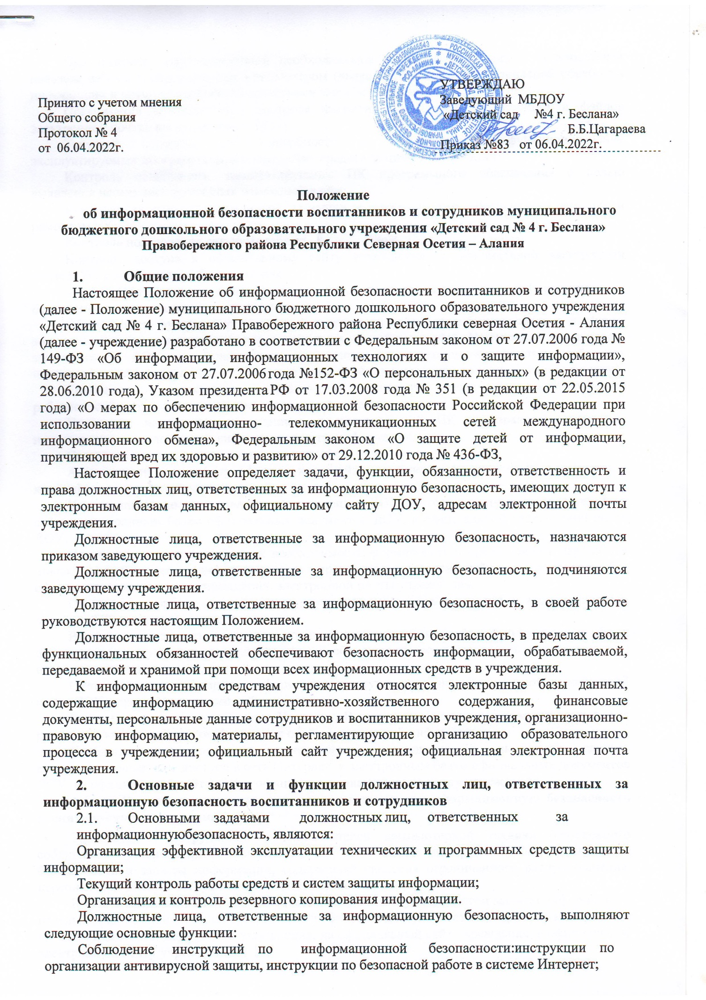 Принято с учетом мнения
Общего собрания
Протокол № 4
от 06.04.2022г.
УТВЕРЖДАЮ
Заведующий МБДОУ
«Детский сад №4 г. Беслана»
Б.Б.Цагараева
Приказ №83 от 06.04.2022г.
Положение
об информационной безопасности воспитанников и сотрудников муниципального
бюджетного дошкольного образовательного учреждения «Детский сад № 4 г. Беслана»
Правобережного района Республики Северная Осетия – Алания
1. Общие положения
Настоящее Положение об информационной безопасности воспитанников и сотрудников
(далее - Положение) муниципального бюджетного дошкольного образовательного учреждения
«Детский сад № 4 г. Беслана» Правобережного района Республики северная Осетия - Алания
(далее - учреждение) разработано в соответствии с Федеральным законом от 27.07.2006 года №
149-ФЗ «Об информации, информационных технологиях и о защите информации»,
Федеральным законом от 27.07.2006 года №152-ФЗ «О персональных данных» (в редакции от
28.06.2010 года), Указом президента РФ от 17.03.2008 года № 351 (в редакции от 22.05.2015
года) «О мерах по обеспечению информационной безопасности Российской Федерации при
использовании информационно- телекоммуникационных сетей международного
информационного обмена», Федеральным законом «О защите детей от информации,
причиняющей вред их здоровью и развитию» от 29.12.2010 года № 436-ФЗ,
Настоящее Положение определяет задачи, функции, обязанности, ответственность и
права должностных лиц, ответственных за информационную безопасность, имеющих доступ к
электронным базам данных, официальному сайту ДОУ, адресам электронной почты
учреждения.
Должностные лица, ответственные за информационную безопасность, назначаются
приказом заведующего учреждения.
Должностные лица, ответственные за информационную безопасность, подчиняются
заведующему учреждения.
Должностные лица, ответственные за информационную безопасность, в своей работе
руководствуются настоящим Положением.
Должностные лица, ответственные за информационную безопасность, в пределах своих
функциональных обязанностей обеспечивают безопасность информации, обрабатываемой,
передаваемой и хранимой при помощи всех информационных средств в учреждения.
К информационным средствам учреждения относятся электронные базы данных,
содержащие информацию административно-хозяйственного содержания, финансовые
документы, персональные данные сотрудников и воспитанников учреждения, организационно-
правовую информацию, материалы, регламентирующие организацию образовательного
процесса в учреждении; официальный сайт учреждения; официальная электронная почта
учреждения.
2. Основные задачи и функции должностных лиц, ответственных за
информационную безопасность воспитанников и сотрудников
2.1. Основными задачами должностных лиц, ответственных за
информационнуюбезопасность, являются:
Организация эффективной эксплуатации технических и программных средств защиты
информации;
Текущий контроль работы средств и систем защиты информации;
Организация и контроль резервного копирования информации.
Должностные лица, ответственные за информационную безопасность, выполняют
следующие основные функции:
Соблюдение инструкций по информационной безопасности:инструкции по
организации антивирусной защиты, инструкции по безопасной работе в системе Интернет;